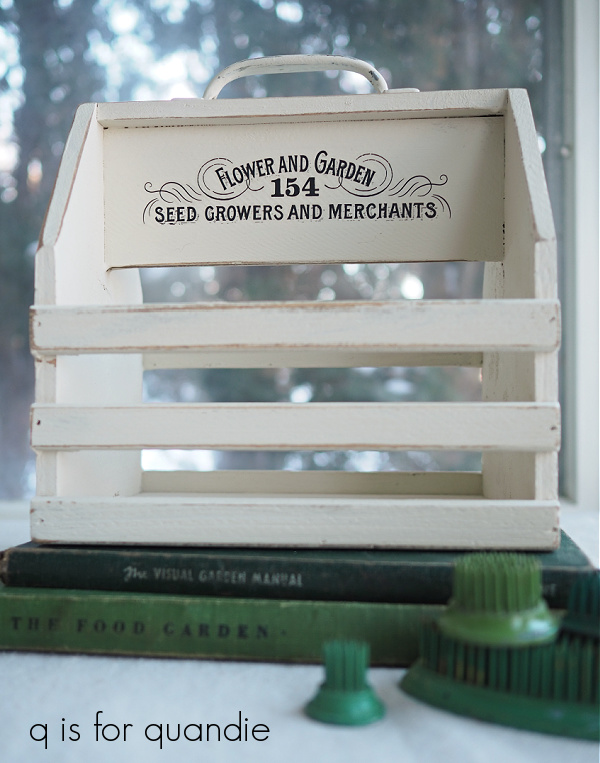 FLOWER AND GARDEN
154
SEED GROWERS AND MERCHANTS
The VISUAL GARDEN MANUAL
THE FOOD GARDEN
q is for quandie